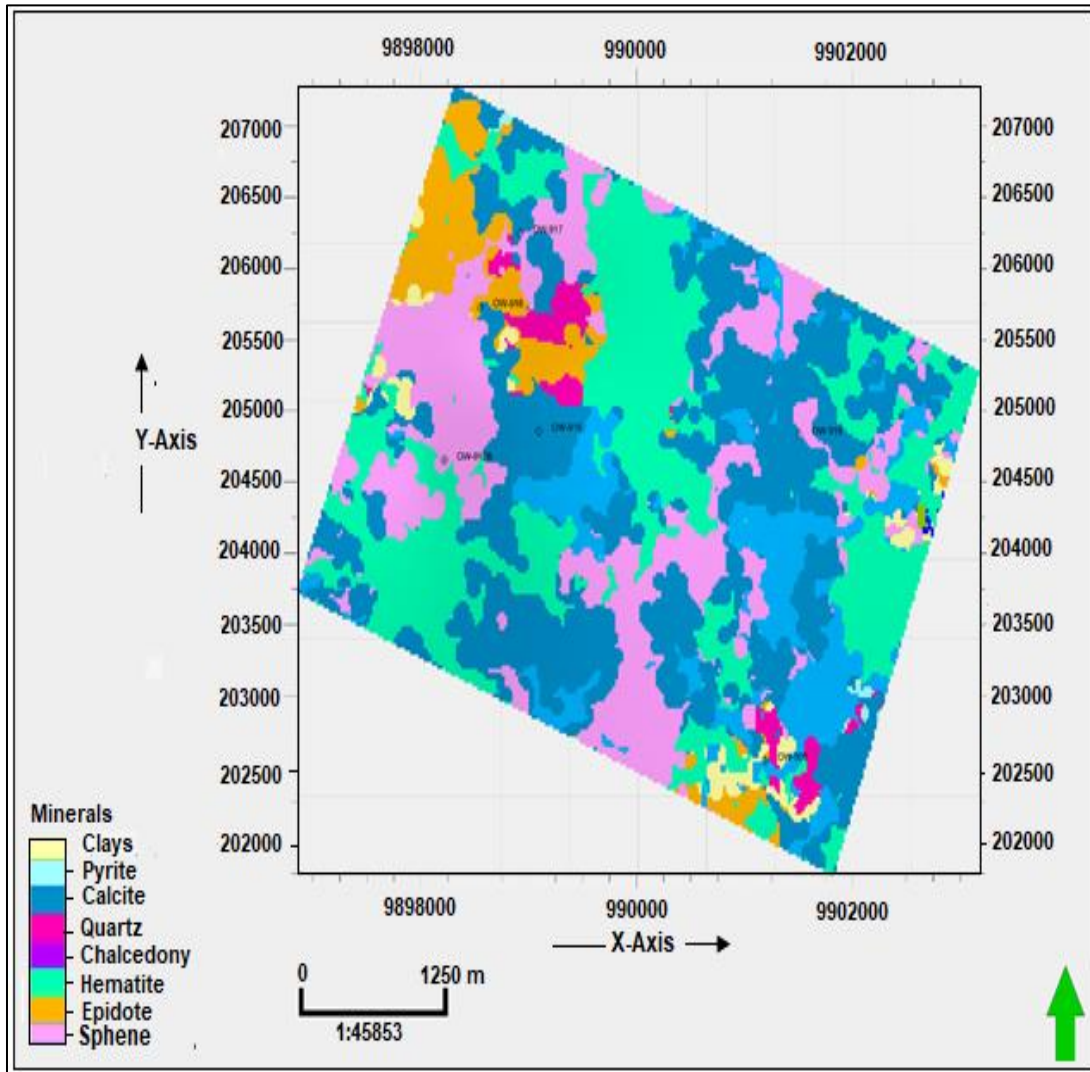 9898000 990000 9902000
207000 207000
206500 206500
206000 206000
205500 205500
205000 205000
204500 204500
204000 204000
203500 203500
203000 203000
202500 202500
202000 202000
Y-Axis
OW-917
Minerals
Clays
Pyrite
Calcite
Quartz
Chalcedony
Hematite
Epidote
Sphene
9898000 990000 9902000
X-Axis
0 1250 m
1:45853